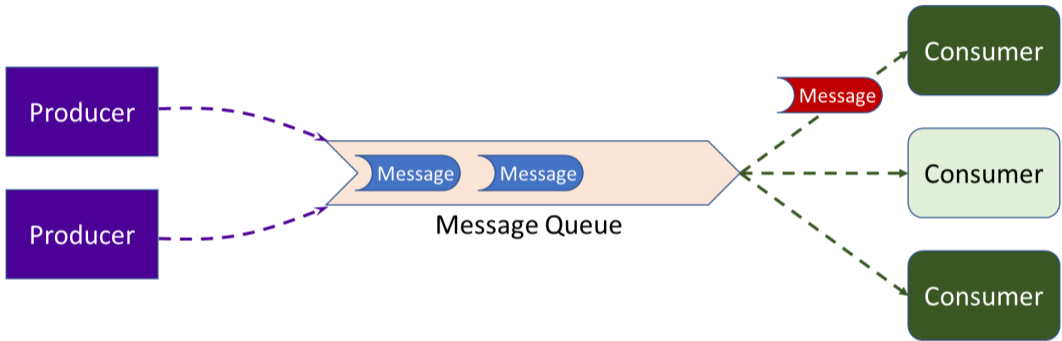 Producer
Producer
Message
Message
Message Queue
Message
Consumer
Consumer
Consumer